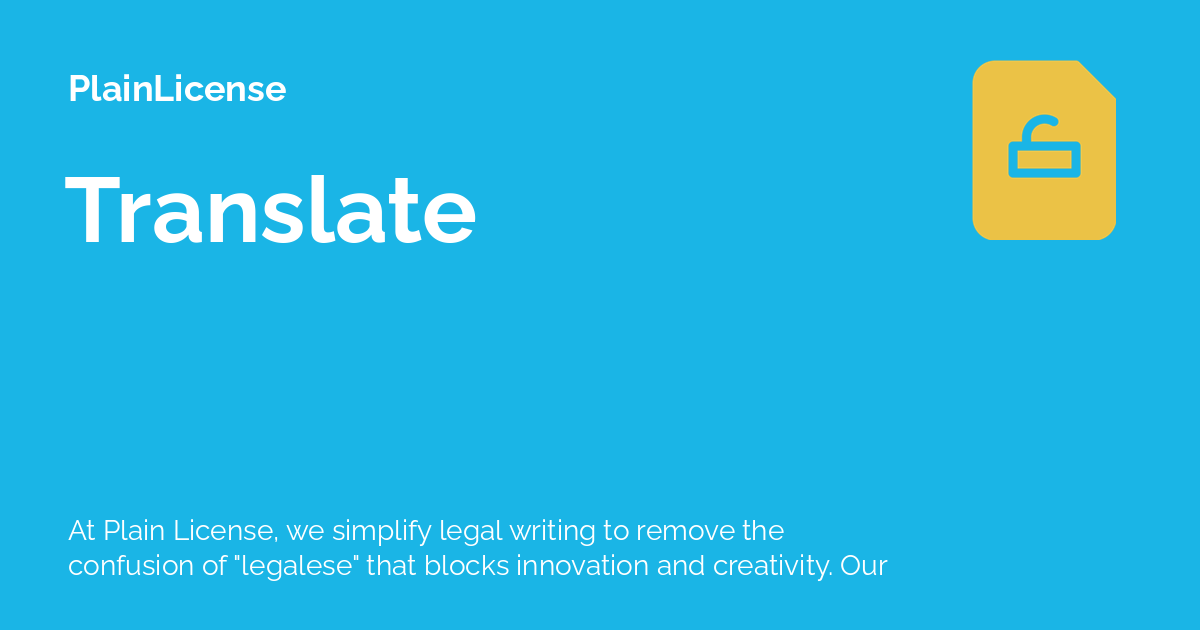 PlainLicense
Translate
At Plain License, we simplify legal writing to remove the
confusion of "legalese" that blocks innovation and creativity. Our